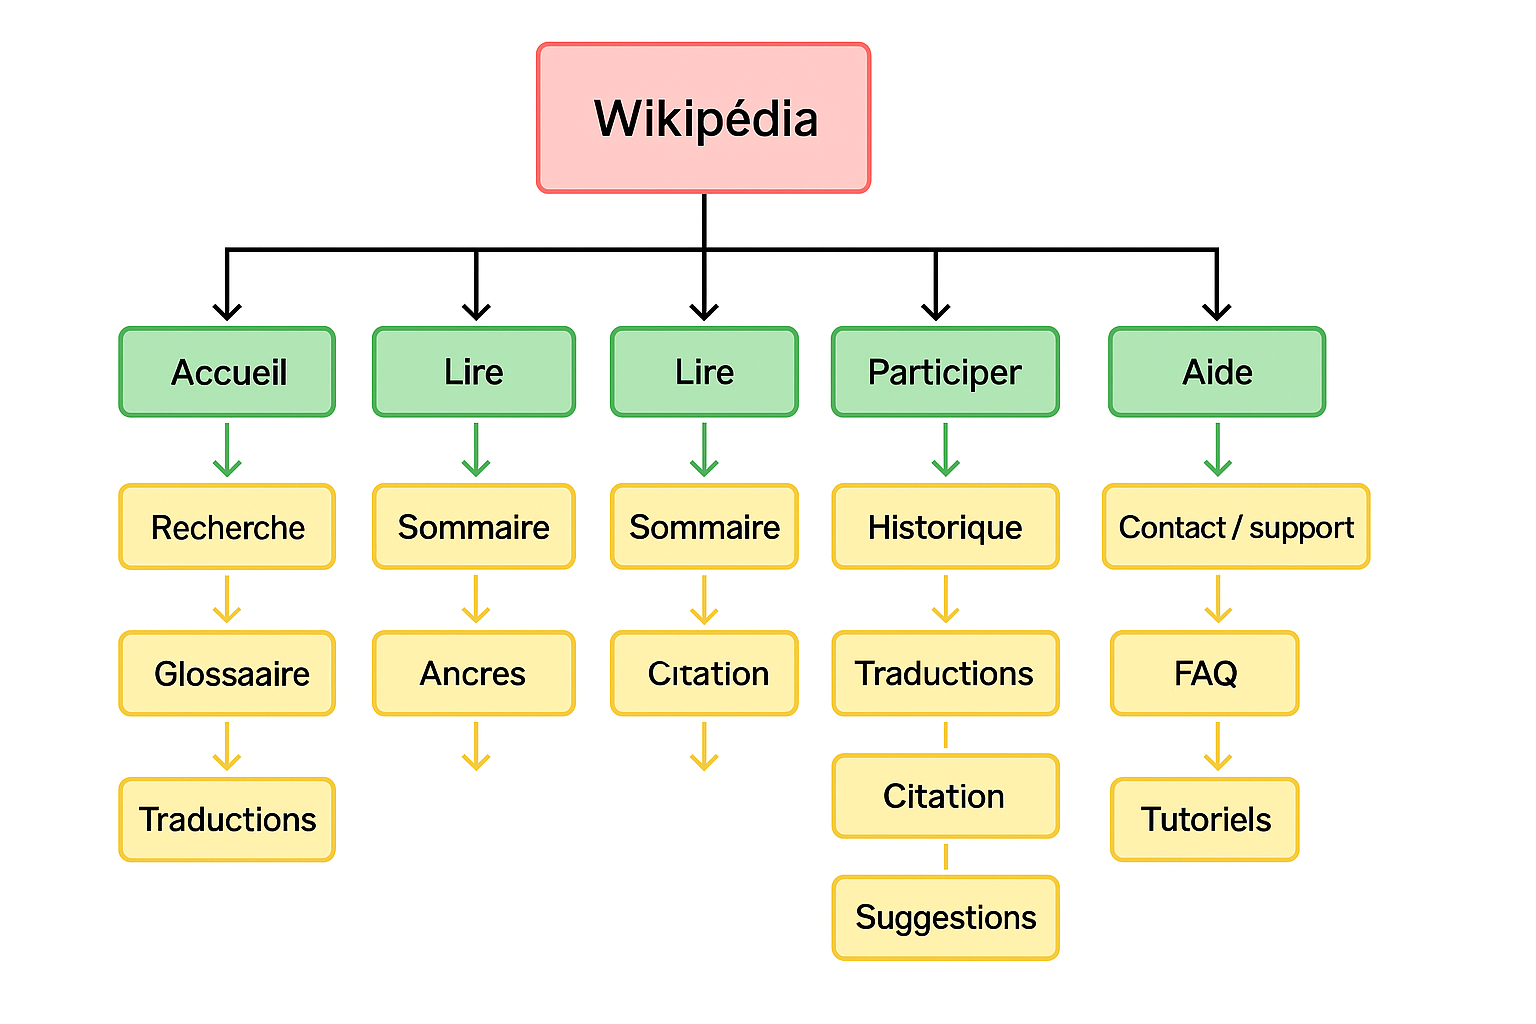 Wikipédia
Accueil
Lire
Lire
Participer
Aide
Recherche
Sommaire
Sommaire
Historique
Contact / support
Glossaaire
Ancres
Cıtation
Traductions
FAQ
Traductions
Citation
Tutoriels
Suggestions